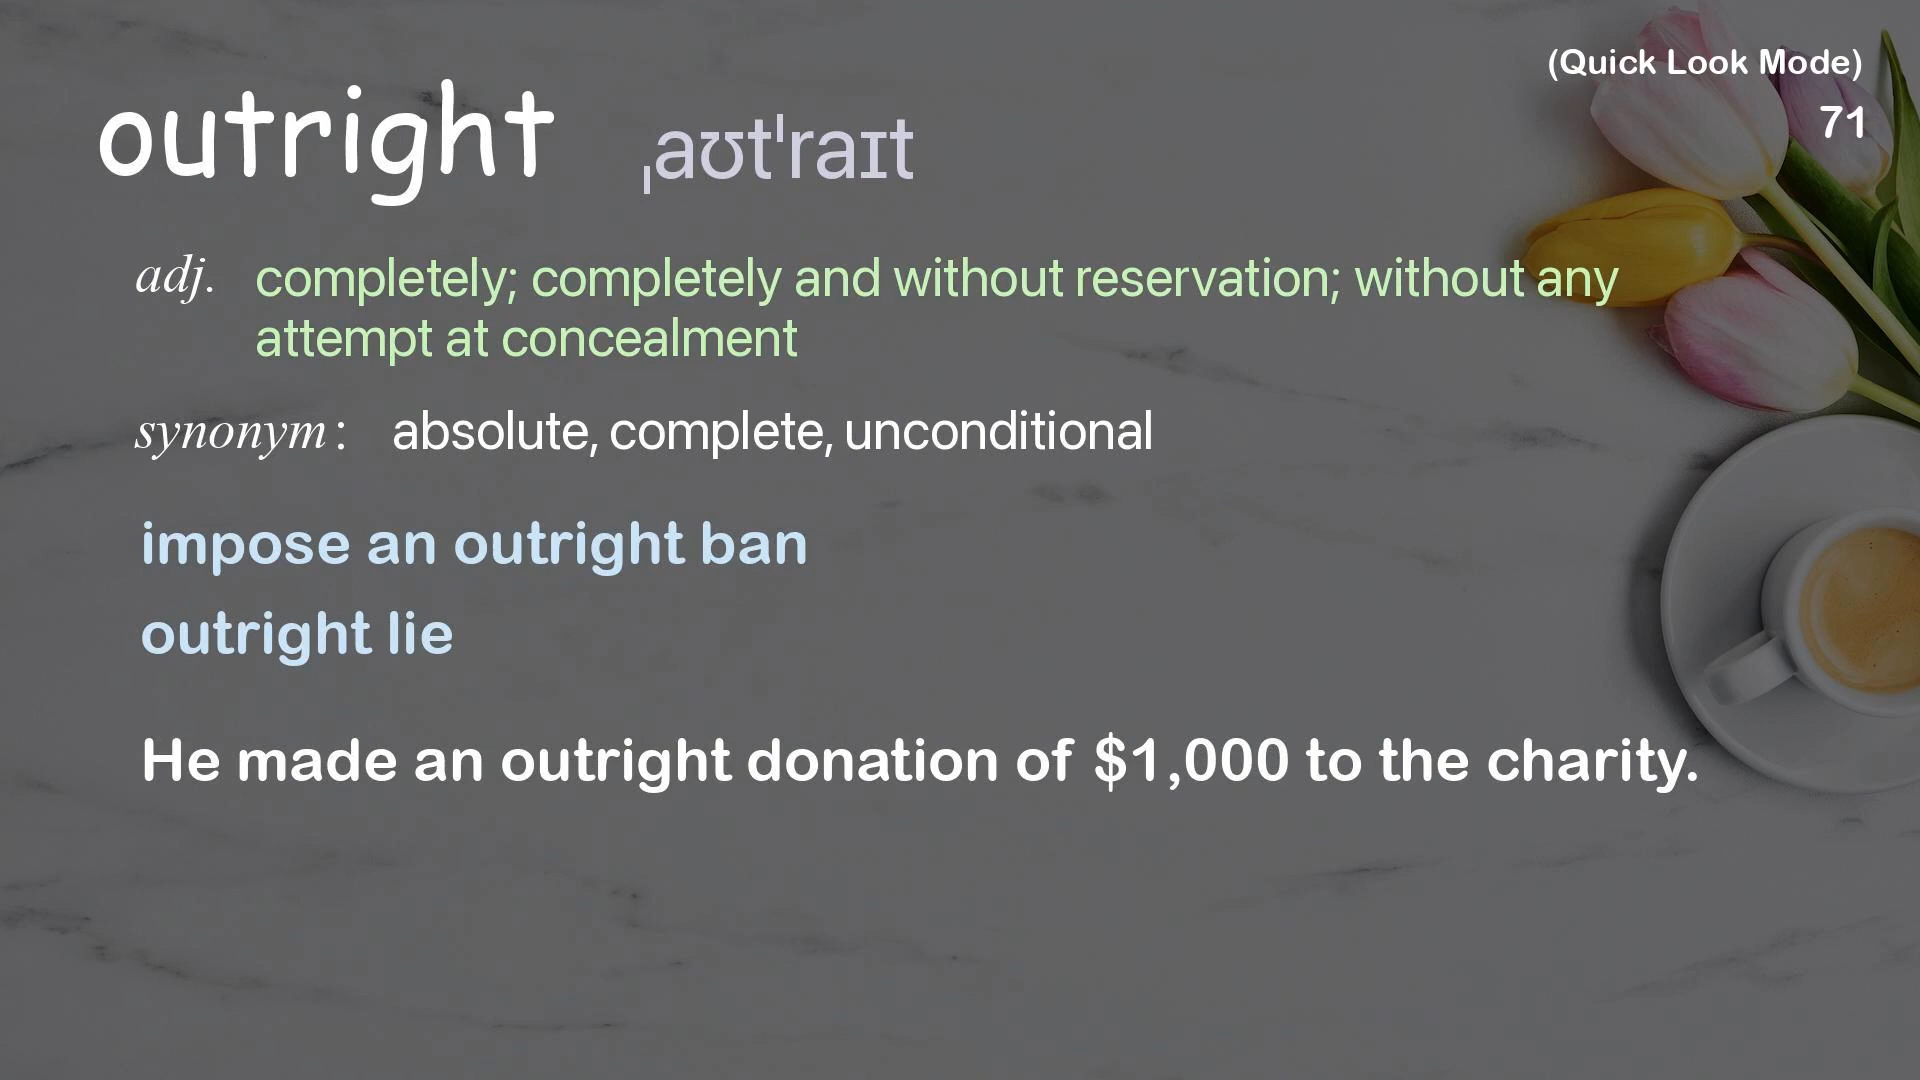 (Quick Look Mode)
71
outright ˌaʊtˈraɪt
adj. completely; completely and without reservation; without any
attempt at concealment
synonym: absolute, complete, unconditional
impose an outright ban
outright lie
He made an outright donation of $1,000 to the charity.